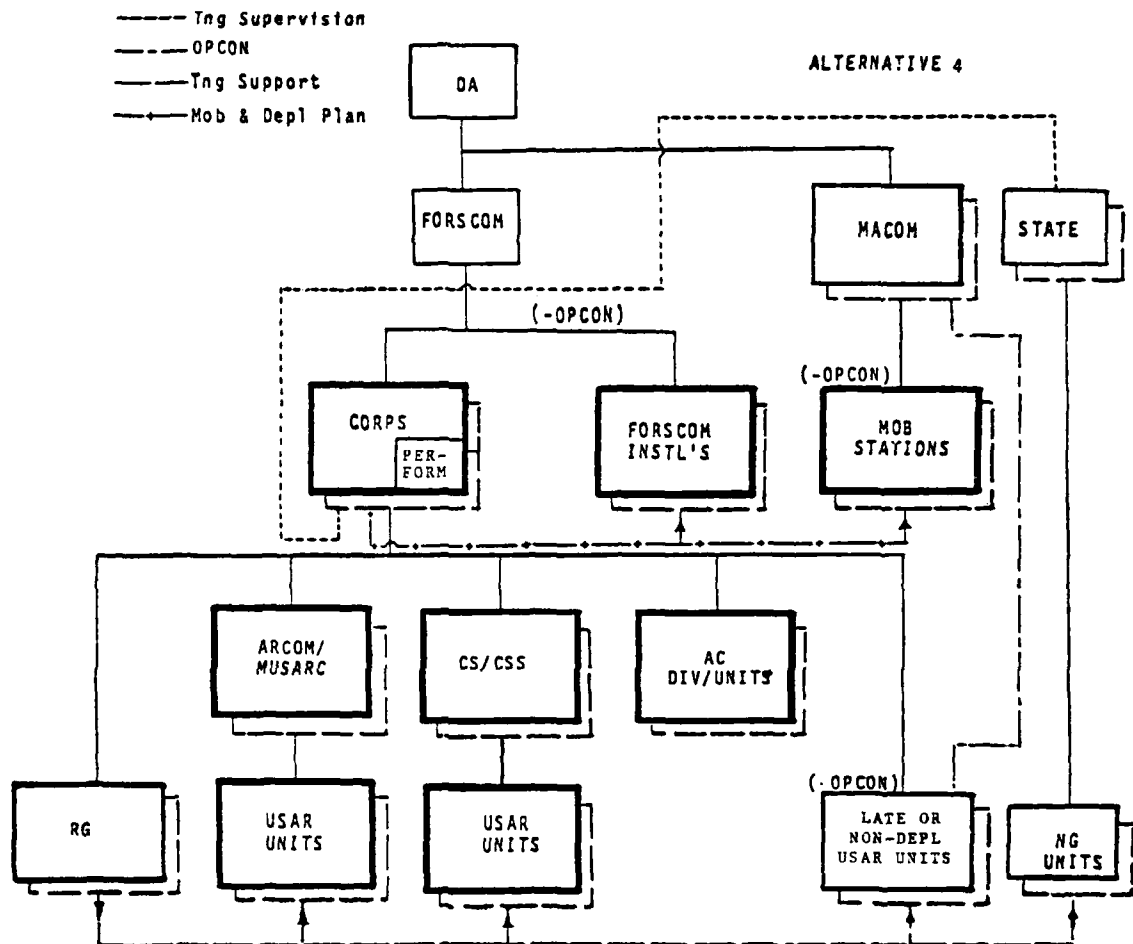 Tng Supervision
OPCON
Tng Support
Mob & Depl Plan
ALTERNATIVE 4
DA
FORSCOM
MACOM
STATE
(-OPCON)
(-OPCON)
CORPS
PER-
FORM
FORSCOM
INSTL'S
MOB
STATIONS
ARCOM/
MUSARC
CS/CSS
AC
DIV/UNITS
(-OPCON)
RG
USAR
UNITS
USAR
UNITS
LATE OR
NON-DEPL
USAR UNITS
NG
UNITS